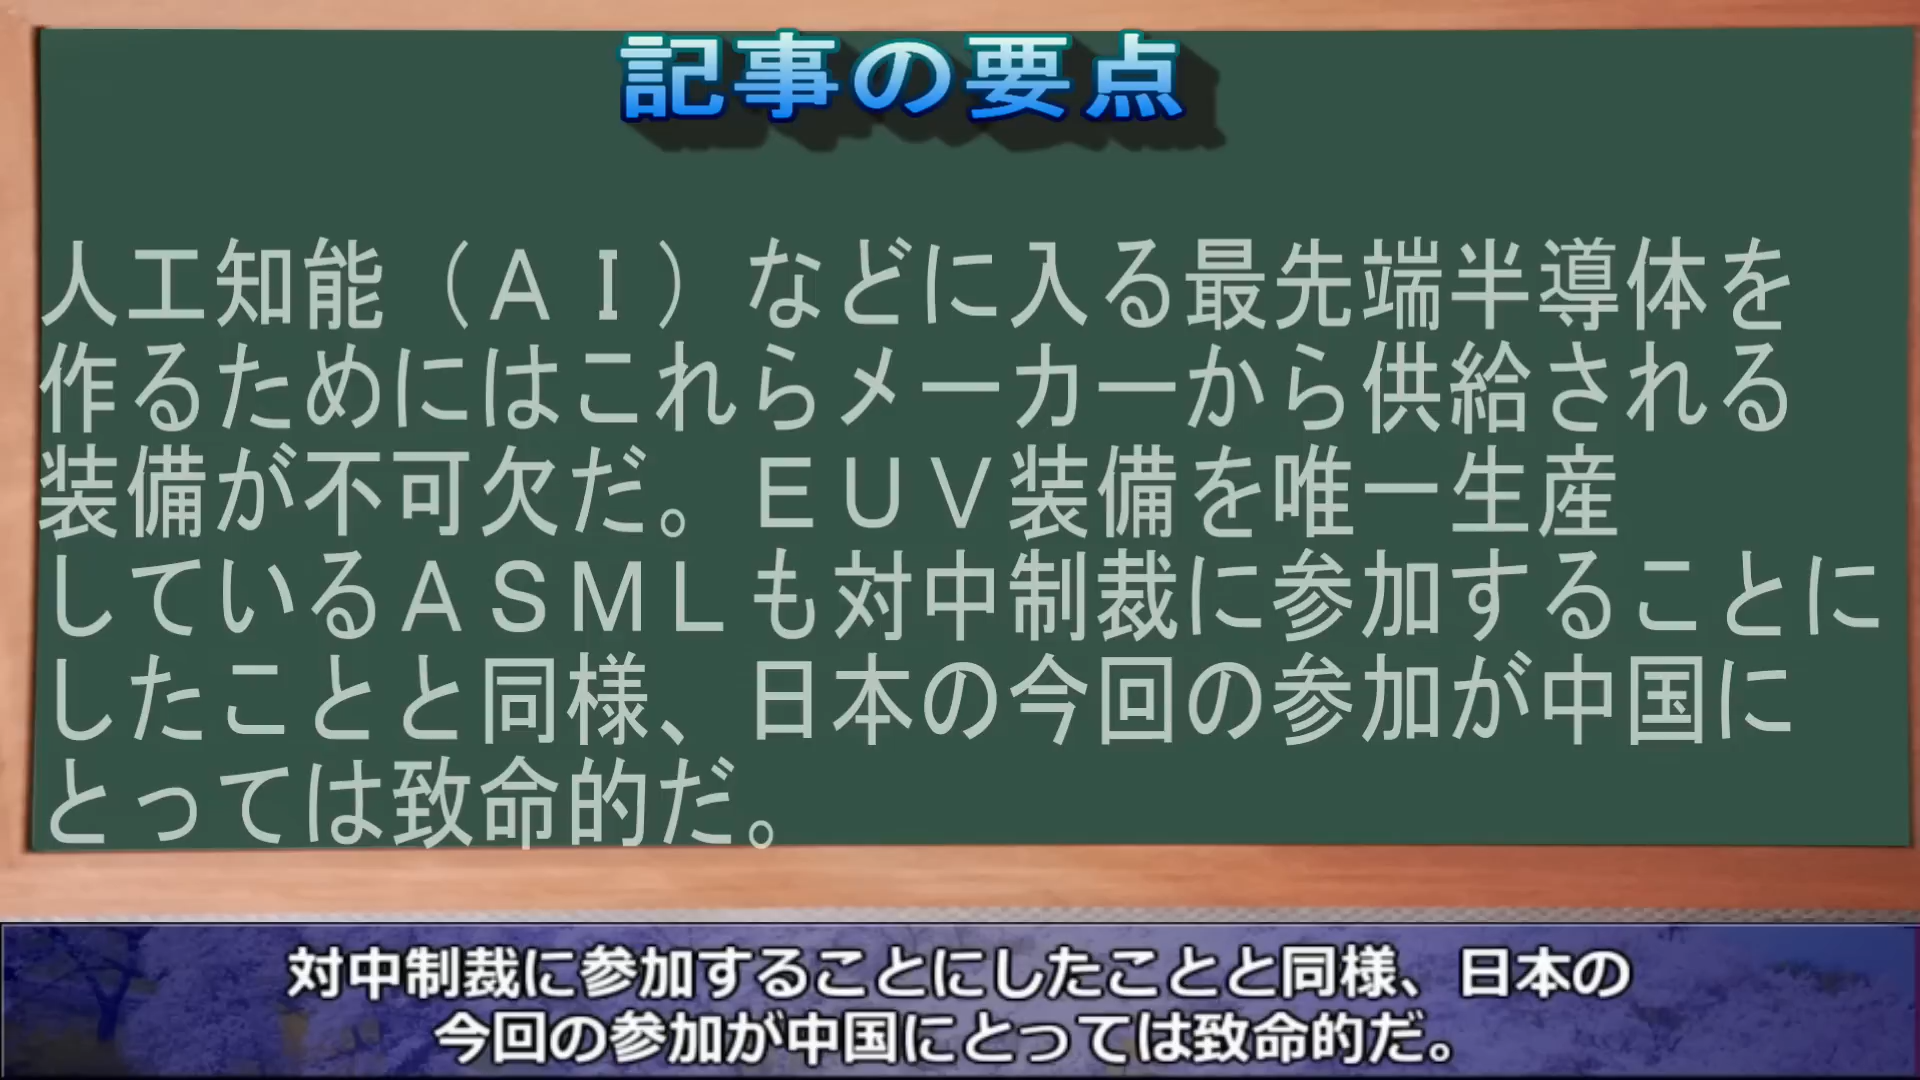 記事の要点
人工知能（ＡＩ）などに入る最先端半導体を
作るためにはこれらメーカーから供給される
装備が不可欠だ。ＥＵＶ装備を唯一生産
しているＡＳＭＬも対中制裁に参加することに
したことと同様、日本の今回の参加が中国に
とっては致命的だ。
対中制裁に参加することにしたことと同様、日本の
今回の参加が中国にとっては致命的だ。